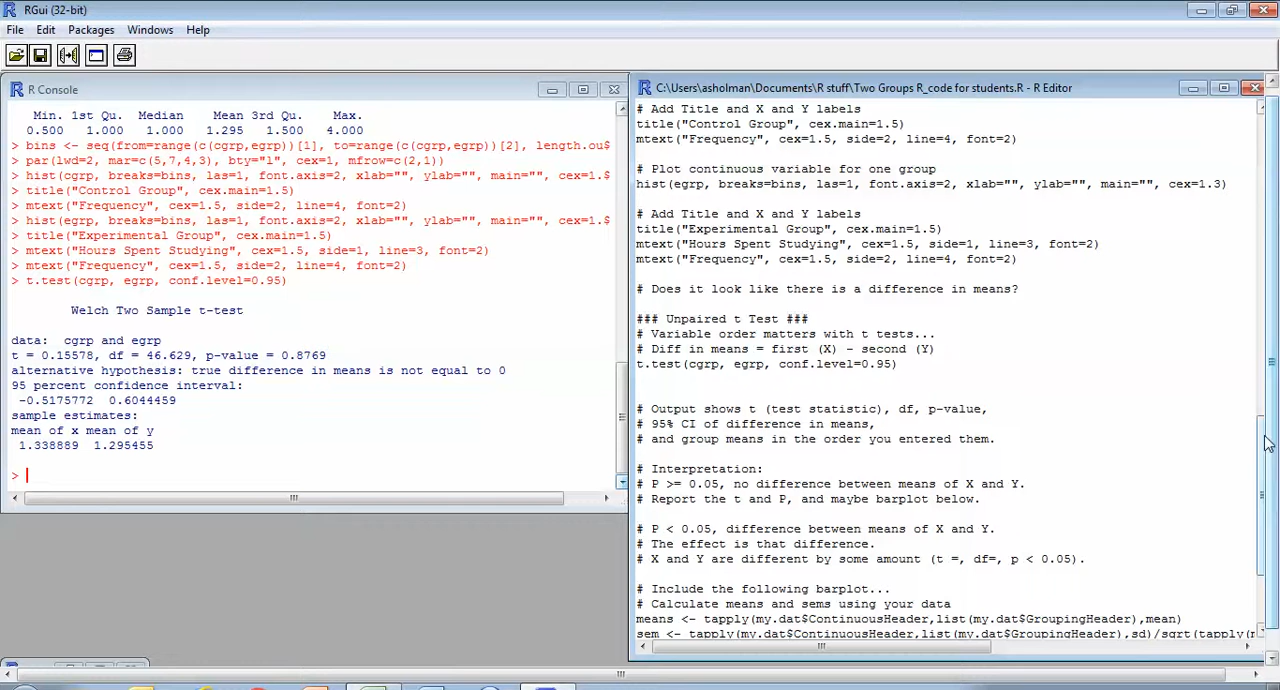 RGui (32-bit)
File Edit Packages Windows Help
R Console
Min. 1st Qu. Median Mean 3rd Qu. Max.
0.500 1.000 1.000 1.295 1.500 4.000
> bins <- seq(from=range(c(cgrp,egrp))[1], to=range(c(cgrp,egrp))[2], length.ou$
> par(lwd=2, mar=c(5,7,4,3), bty="l", cex=1, mfrow=c(2,1))
> hist(cgrp, breaks=bins, las=1, font.axis=2, xlab="", ylab="", main="", cex=1.$
> title("Control Group", cex.main=1.5)
> mtext("Frequency", cex=1.5, side=2, line=4, font=2)
> hist(egrp, breaks=bins, las=1, font.axis=2, xlab="", ylab="", main="", cex=1.$
> title("Experimental Group", cex.main=1.5)
> mtext("Hours Spent Studying", cex=1.5, side=1, line=3, font=2)
> mtext("Frequency", cex=1.5, side=2, line=4, font=2)
> t.test(cgrp, egrp, conf.level=0.95)
Welch Two Sample t-test
data: cgrp and egrp
t = 0.15578, df = 46.629, p-value = 0.8769
alternative hypothesis: true difference in means is not equal to 0
95 percent confidence interval:
-0.5175772 0.6044459
sample estimates:
mean of x mean of y
1.338889 1.295455
>
C:\Users\asholman\Documents\R stuff\Two Groups R_code for students.R - R Editor
# Add Title and X and Y labels
title("Control Group", cex.main=1.5)
mtext("Frequency", cex=1.5, side=2, line=4, font=2)
# Plot continuous variable for one group
hist(egrp, breaks=bins, las=1, font.axis=2, xlab="", ylab="", main="", cex=1.3)
# Add Title and X and Y labels
title("Experimental Group", cex.main=1.5)
mtext("Hours Spent Studying", cex=1.5, side=1, line=3, font=2)
mtext("Frequency", cex=1.5, side=2, line=4, font=2)
# Does it look like there is a difference in means?
### Unpaired t Test ###
# Variable order matters with t tests...
# Diff in means = first (X) - second (Y)
t.test(cgrp, egrp, conf.level=0.95)
# Output shows t (test statistic), df, p-value,
# 95% CI of difference in means,
# and group means in the order you entered them.
# Interpretation:
# P >= 0.05, no difference between means of X and Y.
# Report the t and P, and maybe barplot below.
# P < 0.05, difference between means of X and Y.
# The effect is that difference.
# X and Y are different by some amount (t =, df=, p < 0.05).
# Include the following barplot...
# Calculate means and sems using your data
means <- tapply(my.dat$ContinuousHeader,list(my.dat$GroupingHeader),mean)
sem <- tapply(my.dat$ContinuousHeader,list(my.dat$GroupingHeader),sd)/sqrt(tapply(m